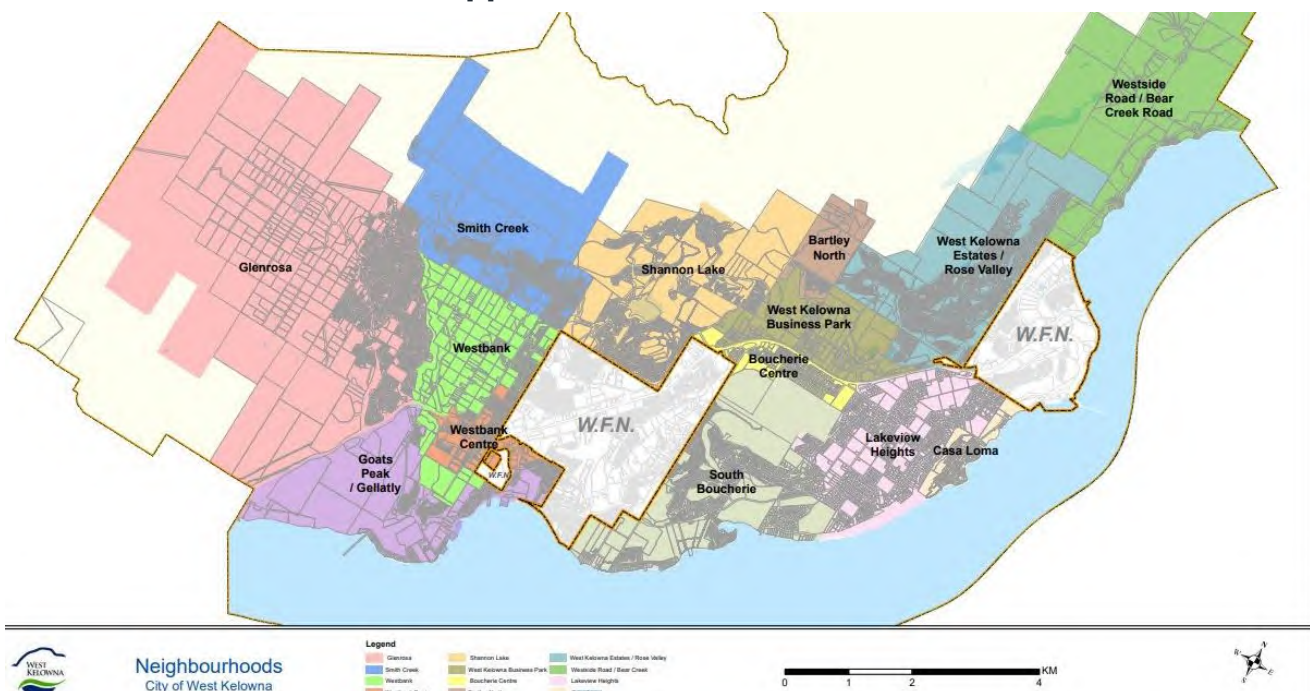 Westside
Road / Bear
Creek Road
Smith Creek
Bartley
North
West Kelowna
Estates /
Rose Valley
Glenrosa
Shannon Lake
West Kelowna
Business Park
W.F.N.
Westbank
Boucherie
Centre
W.F.N.
Westbank
Centre
Lakeview
Heights
Casa Loma
Goats
Peak
/ Gellatly
W.F.N
South
Boucherie
WEST
KELOWNA
Neighbourhoods
City of West Kelowna
Legend
Glenrosa
Shannon Lake
West Kelowna Estates / Rose Valley
Smith Creek
West Kelowna Business Park
Westside Road / Bear Creek
Westbank
Boucherie Centre
Lakeview Heights
KM
0 1 2 4
N
E
S
W